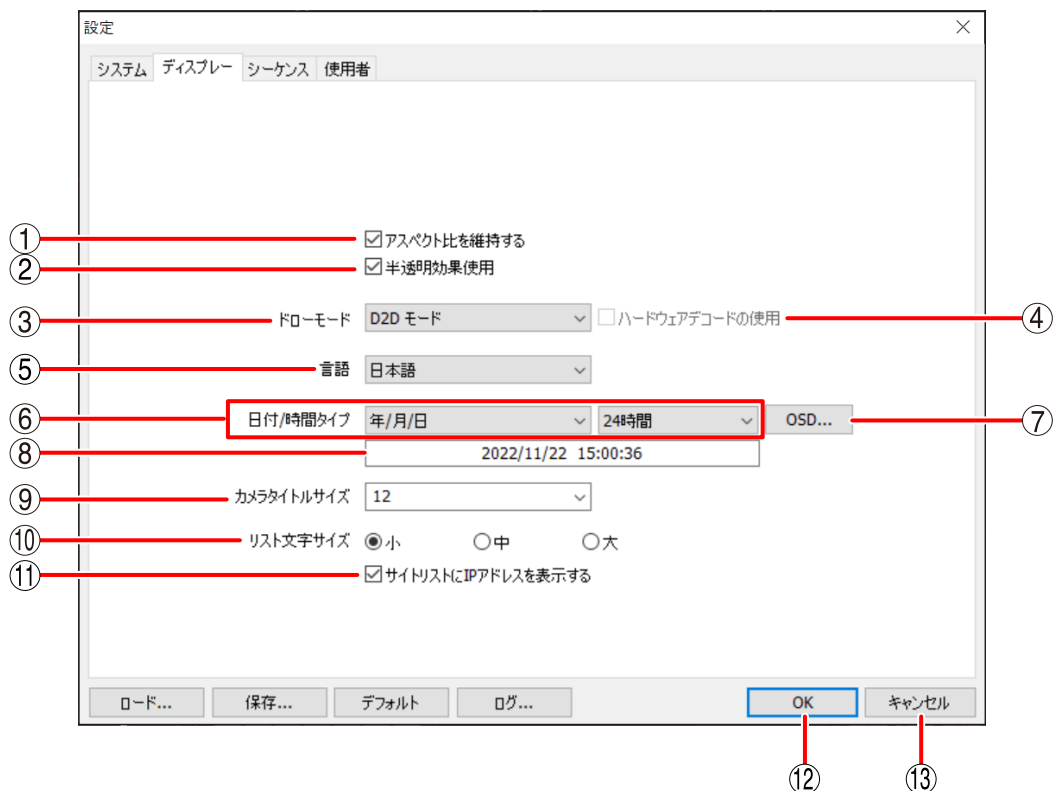 設定
システム ディスプレー シーケンス 使用者
① アスペクト比を維持する
② 半透明効果使用
③ ドローモード D2D モード ハードウェアデコードの使用 ④
⑤ 言語 日本語
⑥ 日付/時間タイプ 年/月/日 24時間 OSD... ⑦
⑧ 2022/11/22 15:00:36
⑨ カメラタイトルサイズ 12
⑩ リスト文字サイズ 小 中 大
⑪ サイトリストにIPアドレスを表示する
ロード... 保存... デフォルト ログ... OK キャンセル
⑫ ⑬